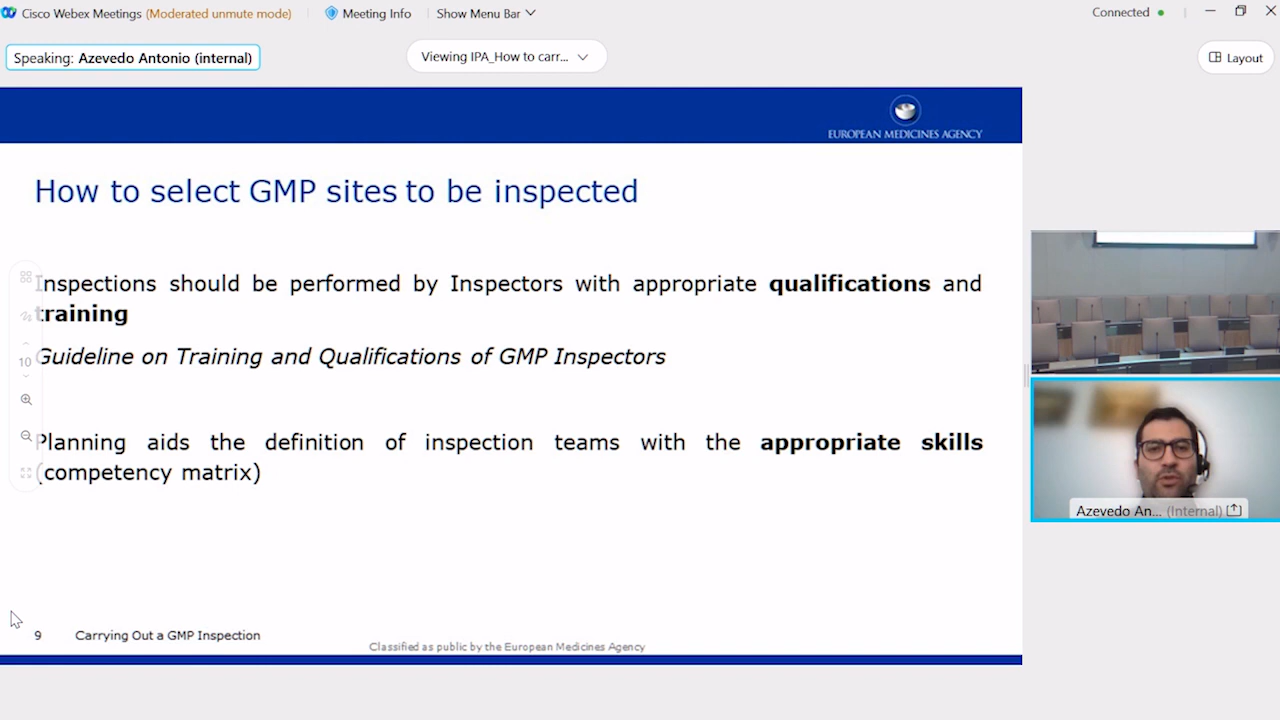 Cisco Webex Meetings (Moderated unmute mode)
Meeting Info
Show Menu Bar
Connected
Speaking: Azevedo Antonio (internal)
Viewing IPA_How to carr...
Layout
EUROPEAN MEDICINES AGENCY
How to select GMP sites to be inspected
Inspections should be performed by Inspectors with appropriate qualifications and
training
Guideline on Training and Qualifications of GMP Inspectors
10
Planning aids the definition of inspection teams with the appropriate skills
(competency matrix)
Azevedo An... (Internal)
9 Carrying Out a GMP Inspection
Classified as public by the European Medicines Agency